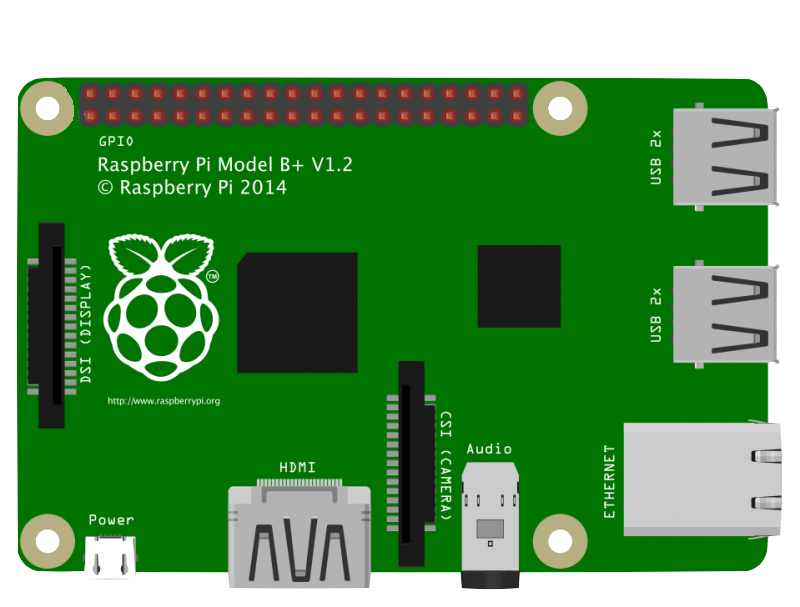 GPIO
Raspberry Pi Model B+ V1.2
© Raspberry Pi 2014
USB 2x
TM
DSI (DISPLAY)
USB 2x
http://www.raspberrypi.org
CSI (CAMERA)
Audio
ETHERNET
HDMI
Power